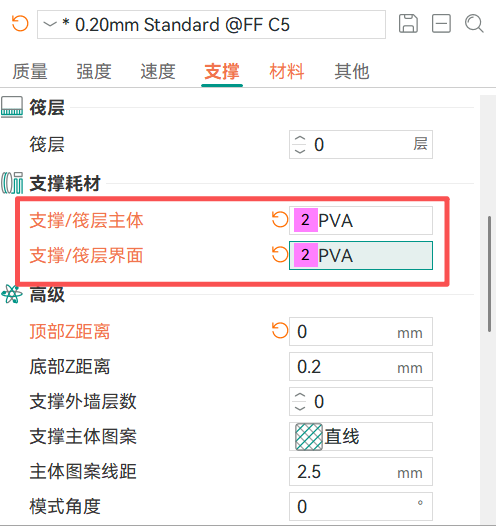 * 0.20mm Standard @FF C5
质量 强度 速度 支撑 材料 其他
筏层
筏层 0 层
支撑耗材
支撑/筏层主体 2 PVA
支撑/筏层界面 2 PVA
高级
顶部Z距离 0 mm
底部Z距离 0.2 mm
支撑外墙层数 0
支撑主体图案 直线
主体图案线距 2.5 mm
模式角度 0 °